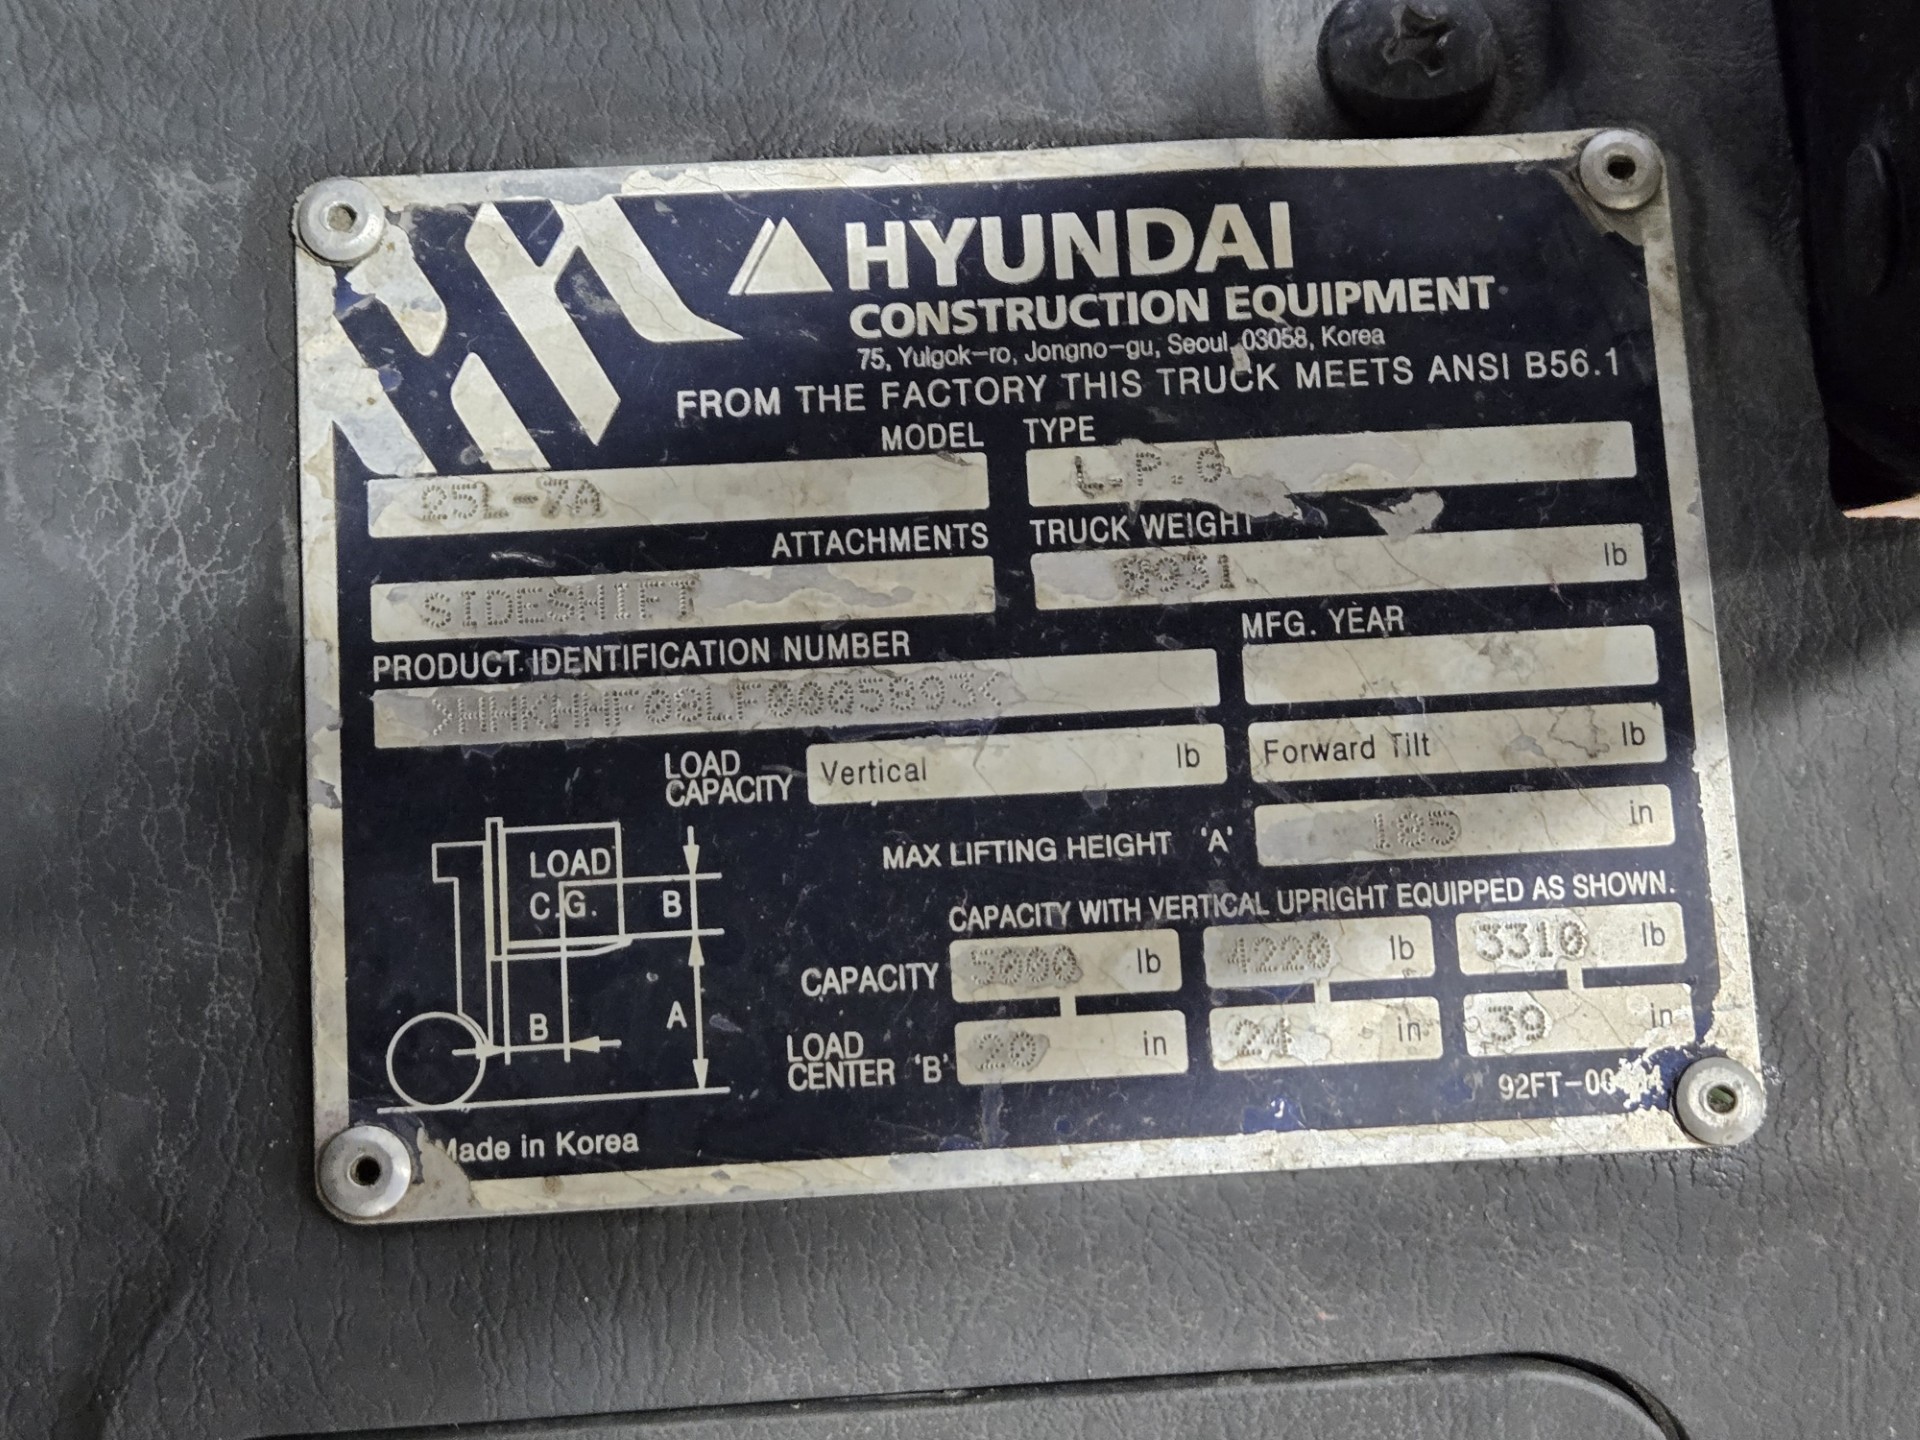 HYUNDAI
CONSTRUCTION EQUIPMENT
75, Yulgok-ro, Jongno-gu, Seoul, 03058, Korea
FROM THE FACTORY THIS TRUCK MEETS ANSI B56.1
MODEL TYPE
25L-7A L.P.G
ATTACHMENTS TRUCK WEIGHT
SIDESHIFT lb
PRODUCT IDENTIFICATION NUMBER MFG. YEAR
LOAD CAPACITY Vertical lb Forward Tilt lb
MAX LIFTING HEIGHT 'A' 185 in
CAPACITY WITH VERTICAL UPRIGHT EQUIPPED AS SHOWN.
CAPACITY 5000 lb 4220 lb 3310 lb
LOAD CENTER 'B' 20 in 24 in 39 in
LOAD
C.G.
B
B
A
Made in Korea